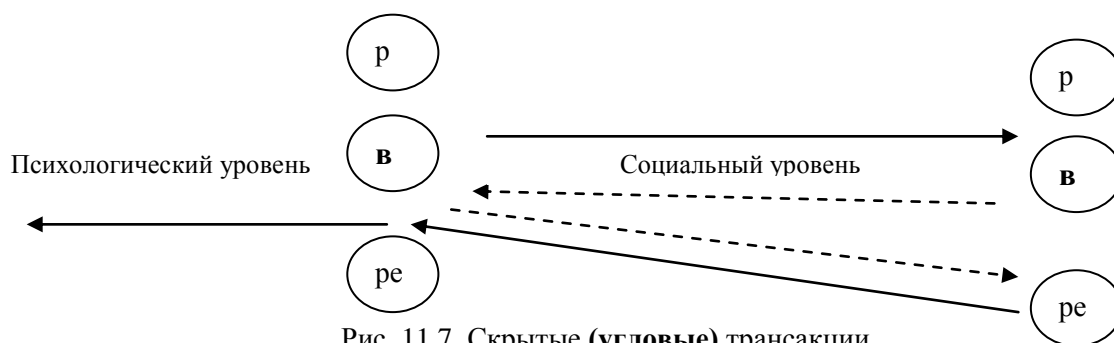 р
р
Психологический уровень
в
Социальный уровень
в
ре
ре
Рис. 11.7. Скрытые (угловые) трансакции